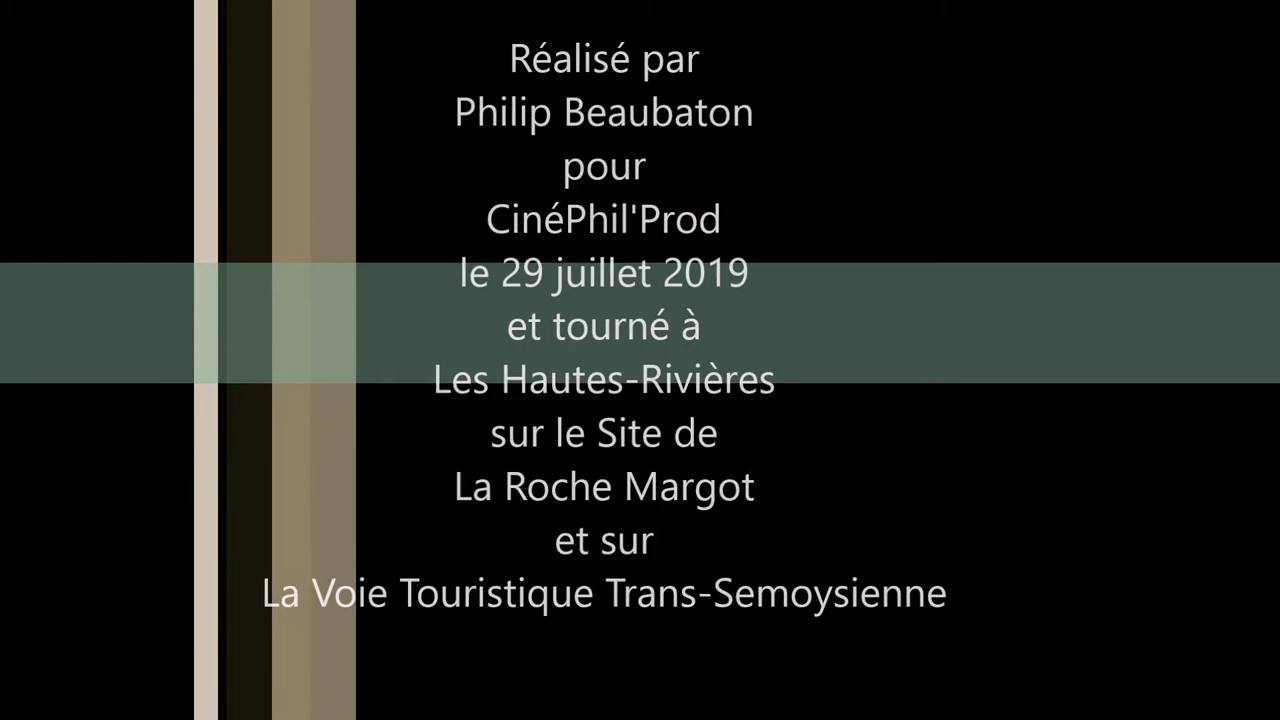 Réalisé par
Philip Beaubaton
pour
CinéPhil'Prod
le 29 juillet 2019
et tourné à
Les Hautes-Rivières
sur le Site de
La Roche Margot
et sur
La Voie Touristique Trans-Semoysienne